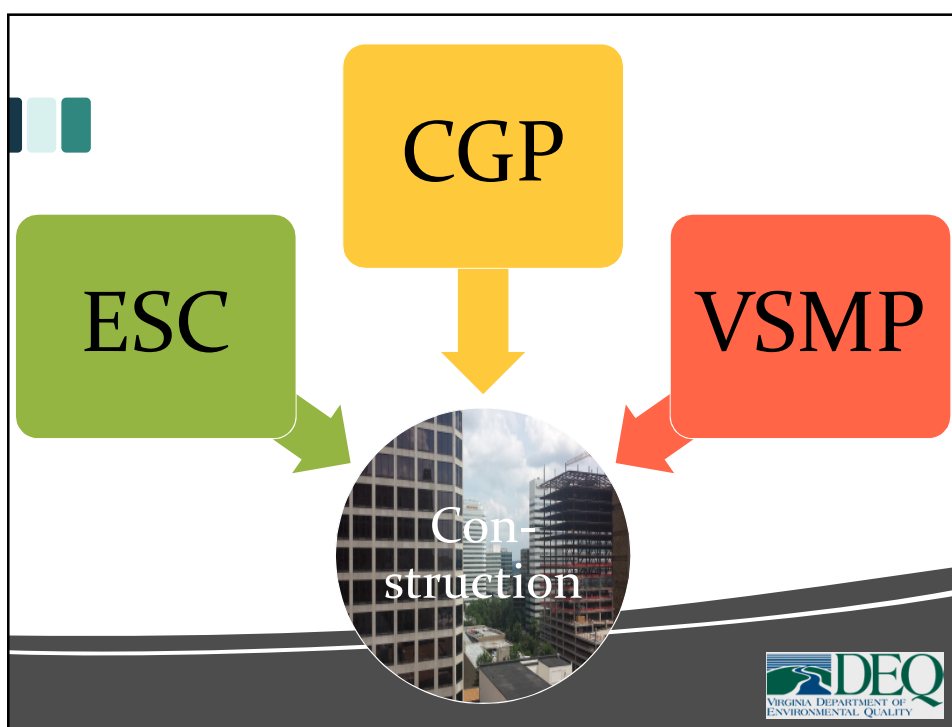 CGP
ESC
VSMP
Con-
struction
DEQ
VIRGINIA DEPARTMENT OF
ENVIRONMENTAL QUALITY